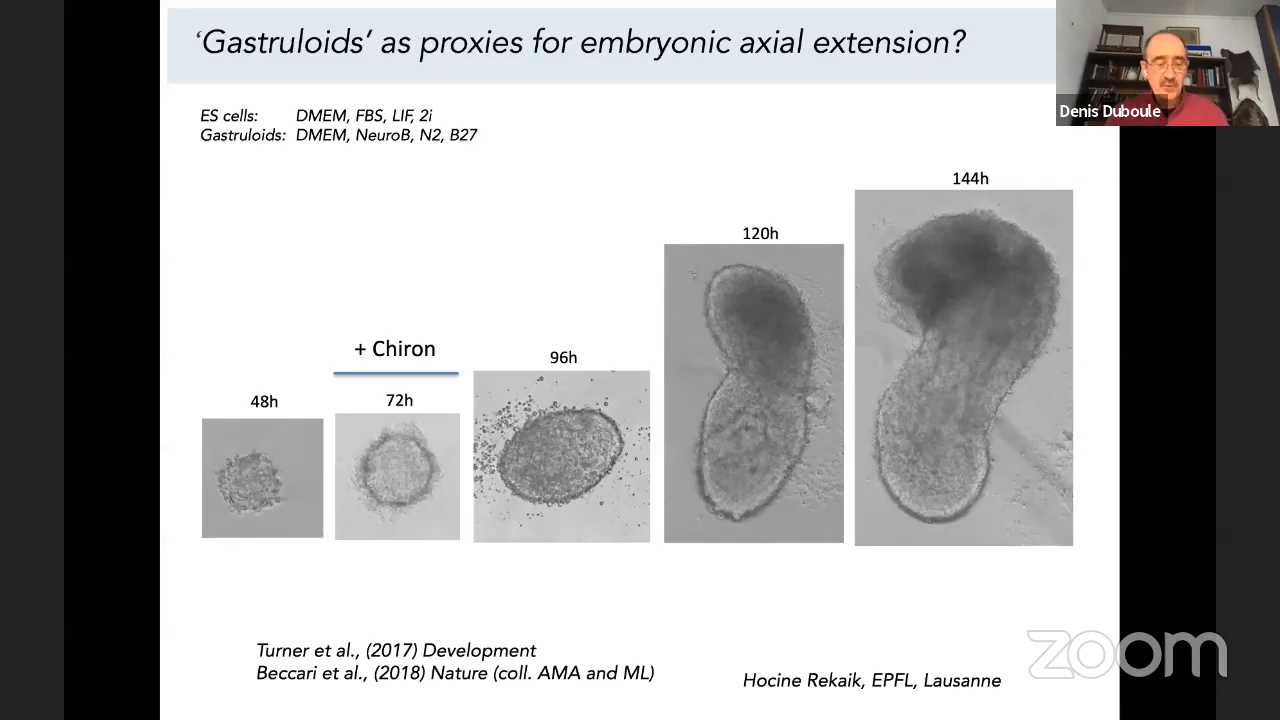 ‘Gastruloids’ as proxies for embryonic axial extension?
Denis Duboule
ES cells: DMEM, FBS, LIF, 2i
Gastruloids: DMEM, NeuroB, N2, B27
144h
120h
+ Chiron
96h
48h
72h
Turner et al., (2017) Development
Beccari et al., (2018) Nature (coll. AMA and ML)
Hocine Rekaik, EPFL, Lausanne
zoom